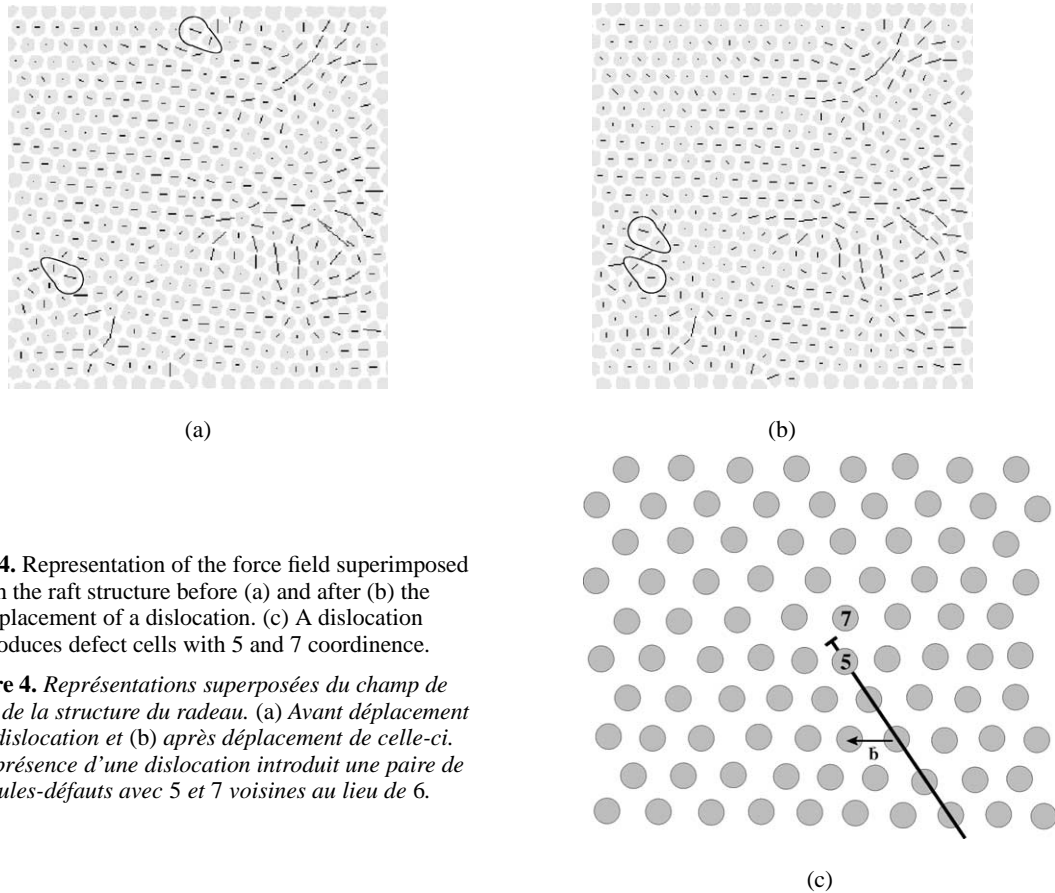 (a)
(b)
4. Representation of the force field superimposed
the raft structure before (a) and after (b) the
placement of a dislocation. (c) A dislocation
oduces defect cells with 5 and 7 coordinence.
re 4. Représentations superposées du champ de
de la structure du radeau. (a) Avant déplacement
dislocation et (b) après déplacement de celle-ci.
présence d'une dislocation introduit une paire de
ules-défauts avec 5 et 7 voisines au lieu de 6.
7
5
b
(c)